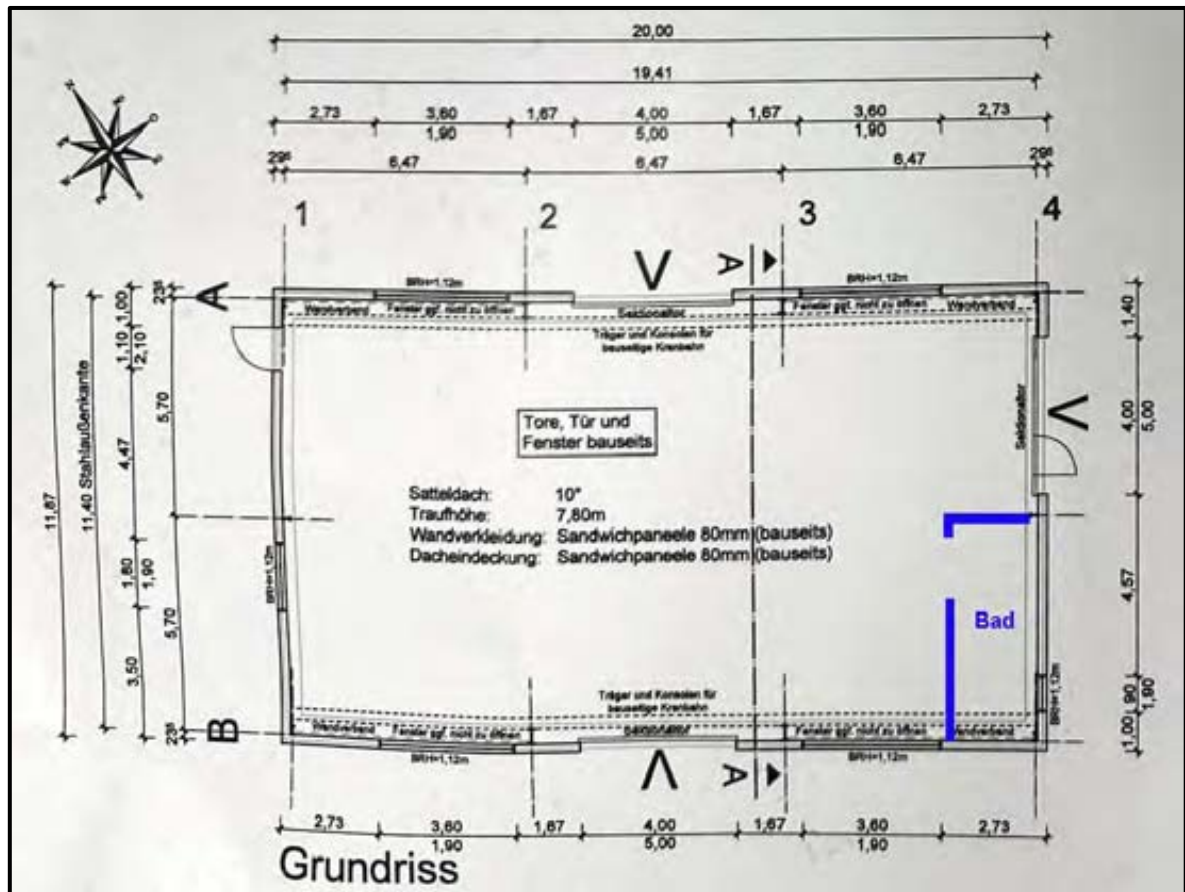 20,00
19,41
2,73 3,60 1,67 4,00 1,67 3,60 2,73
1,90 5,00 1,90
29⁵ 6,47 6,47 6,47 29⁵
1 2 3 4
BRH=1,12m V A BRH=1,12m
A
Wandverband Fenster ggf. nicht zu öffnen Sektionaltor Fenster ggf. nicht zu öffnen Wandverband
Träger und Konsolen für
bauseitige Kranbahn
23⁵ 1,00 1,10 2,10 4,47 1,60 1,90 3,50 23⁵
5,70 5,70
11,40 Stahlaußenkante
11,87
Tore, Tür und
Fenster bauseits
Satteldach: 10°
Traufhöhe: 7,80m
Wandverkleidung: Sandwichpaneele 80mm (bauseits)
Dacheindeckung: Sandwichpaneele 80mm (bauseits)
BRH=1,12m
Sektionaltor
V
1,40
4,00
5,00
4,57
90
1,90
1,00
Bad
BRH=1,12m
Träger und Konsolen für
bauseitige Kranbahn
B
Wandverband Fenster ggf. nicht zu öffnen Sektionaltor Fenster ggf. nicht zu öffnen Wandverband
BRH=1,12m V A BRH=1,12m
2,73 3,60 1,67 4,00 1,67 3,60 2,73
1,90 5,00 1,90
Grundriss